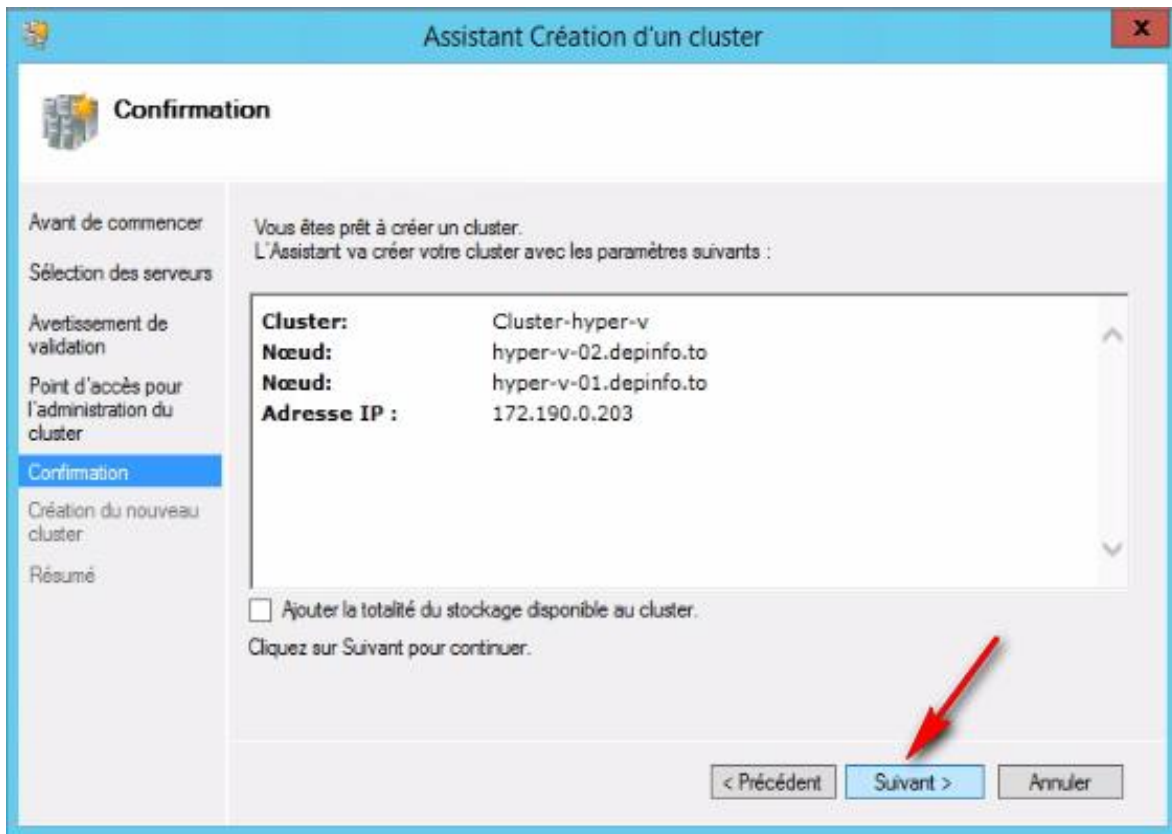 Assistant Création d'un cluster
x
Confirmation
Avant de commencer
Sélection des serveurs
Avertissement de
validation
Point d'accès pour
l'administration du
cluster
Confirmation
Création du nouveau
cluster
Résumé
Vous êtes prêt à créer un cluster.
L'Assistant va créer votre cluster avec les paramètres suivants :
Cluster: Cluster-hyper-v
Nœud: hyper-v-02.depinfo.to
Nœud: hyper-v-01.depinfo.to
Adresse IP : 172.190.0.203
Ajouter la totalité du stockage disponible au cluster.
Cliquez sur Suivant pour continuer.
< Précédent Suivant > Annuler